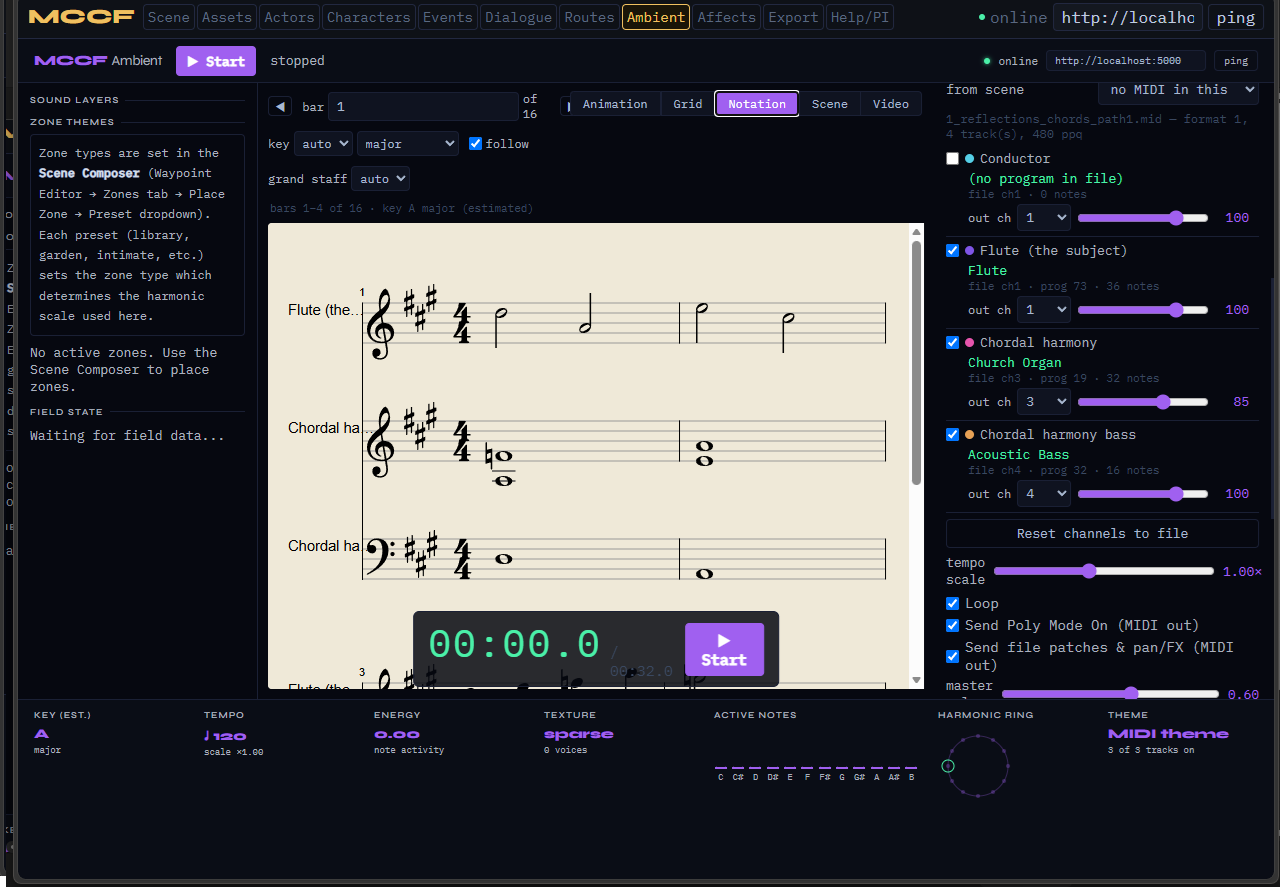 MCCF Scene Assets Actors Characters Events Dialogue Routes Ambient Affects Export Help/PI online http://localho ping
MCCF Ambient ▶ Start stopped online http://localhost:5000 ping
SOUND LAYERS
ZONE THEMES
Zone types are set in the
Scene Composer (Waypoint
Editor → Zones tab → Place
Zone → Preset dropdown).
Each preset (library,
garden, intimate, etc.)
sets the zone type which
determines the harmonic
scale used here.
No active zones. Use the
Scene Composer to place
zones.
FIELD STATE
Waiting for field data...
◀ bar 1 of
16
Animation Grid Notation Scene Video
key auto major follow
grand staff auto
bars 1–4 of 16 · key A major (estimated)
1
Flute (the...
Chordal ha...
Chordal ha...
3
Flute (the...
00:00.0 /
00:32.0
▶
Start
from scene no MIDI in this
1_reflections_chords_path1.mid — format 1,
4 track(s), 480 ppq
Conductor
(no program in file)
file ch1 · 0 notes
out ch 1 100
Flute (the subject)
Flute
file ch1 · prog 73 · 36 notes
out ch 1 100
Chordal harmony
Church Organ
file ch3 · prog 19 · 32 notes
out ch 3 85
Chordal harmony bass
Acoustic Bass
file ch4 · prog 32 · 16 notes
out ch 4 100
Reset channels to file
tempo
scale 1.00×
Loop
Send Poly Mode On (MIDI out)
Send file patches & pan/FX (MIDI
out)
master 0.60
KEY (EST.)
A
major
TEMPO
♩120
scale ×1.00
ENERGY
0.00
note activity
TEXTURE
sparse
0 voices
ACTIVE NOTES
C C# D D# E F F# G G# A A# B
HARMONIC RING
THEME
MIDI theme
3 of 3 tracks on